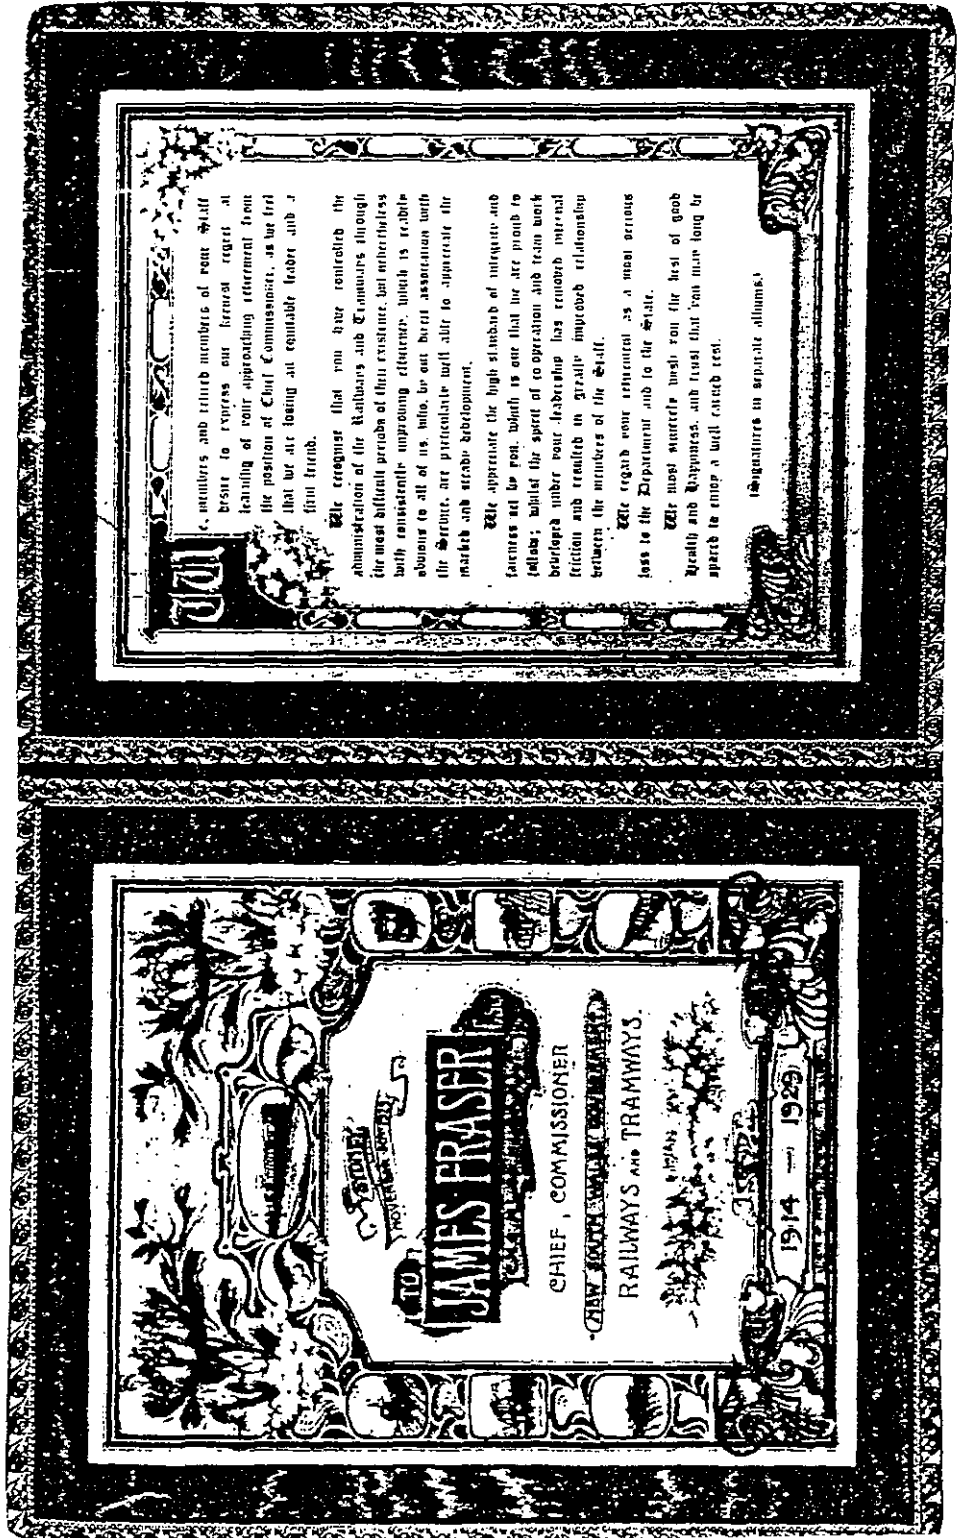 SYDNEY
NOVEMBER
TO
JAMES FRASER Esq.
CHIEF COMMISSIONER
NEW SOUTH WALES GOVERNMENT
RAILWAYS AND TRAMWAYS.
1914 — 1929
We, members and retired members of your Staff
desire to express our sincerest regret at
learning of your approaching retirement from
the position of Chief Commissioner, as we feel
that we are losing an equitable leader and a
firm friend.
We recognise that you have controlled the
administration of the Railways and Tramways through
the most difficult periods of their existence, but nevertheless
with consistently improving efficiency, which is readily
obvious to all of us, who, by our direct association with
the Service, are particularly well able to appreciate the
marked and steady development.
We appreciate the high standard of integrity and
fairness set by you, which is one that we are proud to
follow; whilst the spirit of co-operation and team work
developed under your leadership has removed internal
friction and resulted in greatly improved relationship
between the members of the Staff.
We regard your retirement as a most serious
loss to the Department and to the State.
We most sincerely wish you the best of good
Health and Happiness, and trust that you may long be
spared to enjoy a well earned rest.
(Signatures in separate albums.)